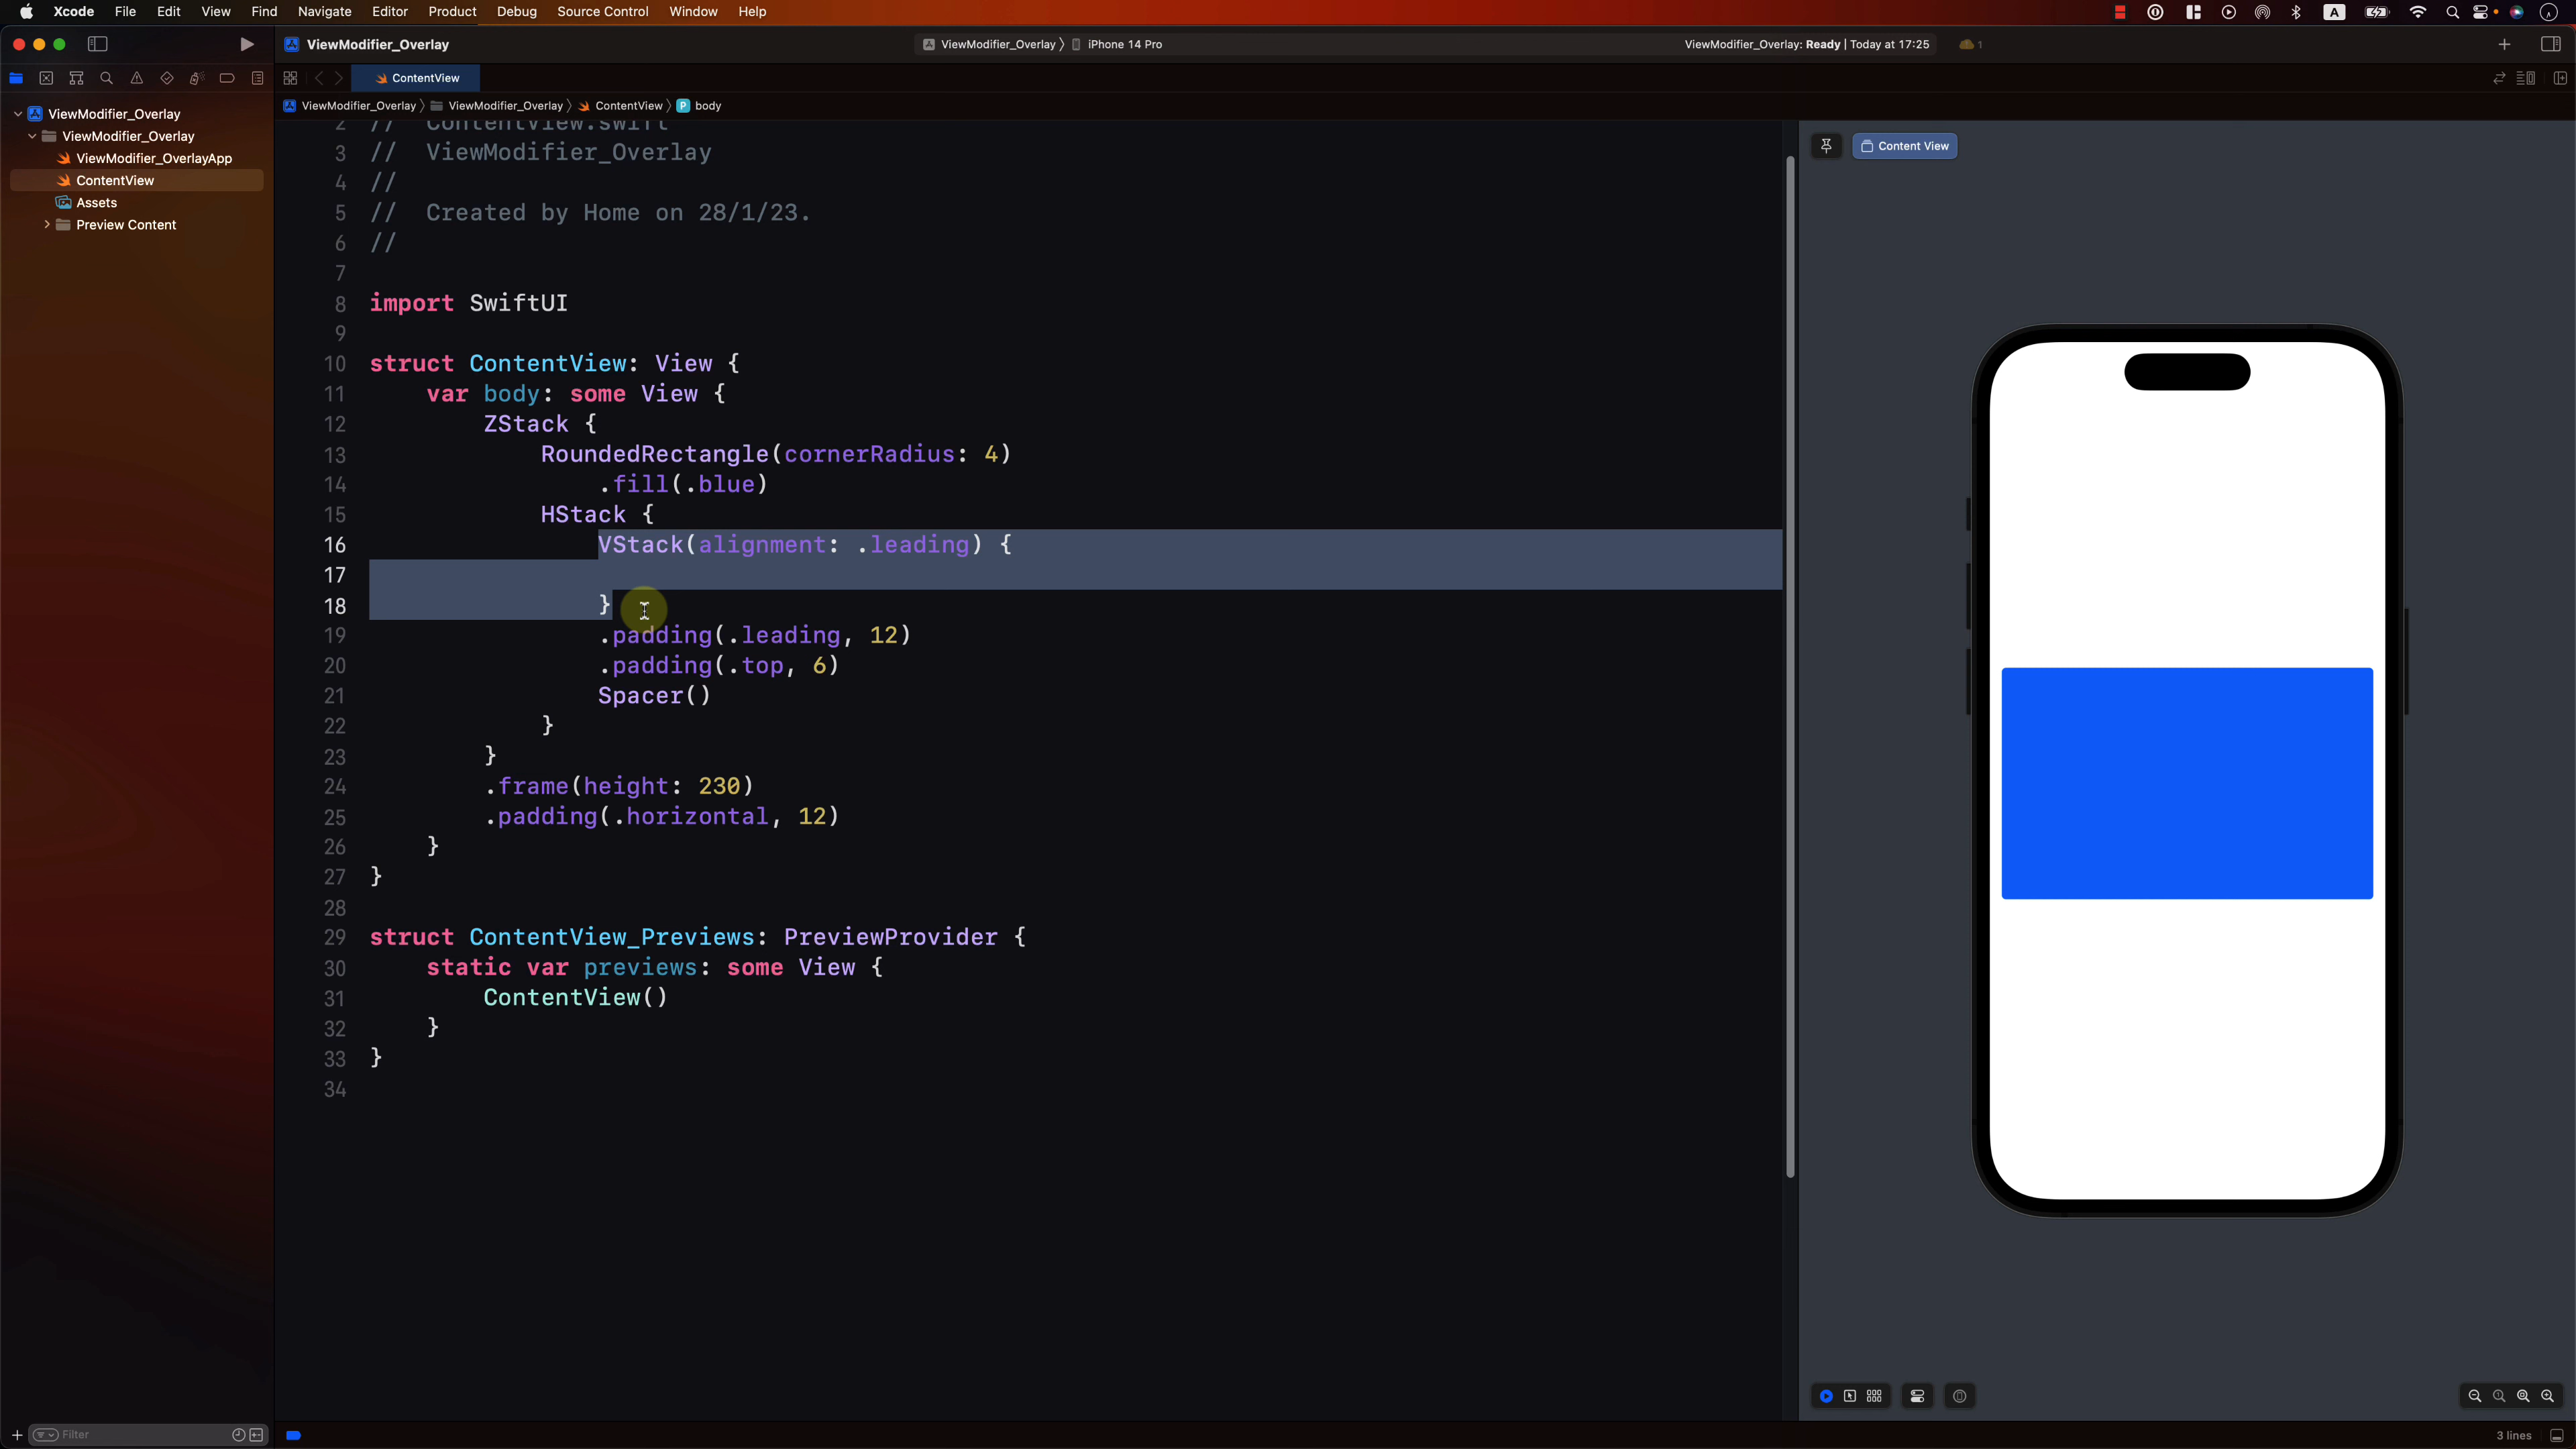 Xcode File Edit View Find Navigate Editor Product Debug Source Control Window Help
ViewModifier_Overlay
ViewModifier_Overlay 〉 iPhone 14 Pro
ViewModifier_Overlay: Ready | Today at 17:25
1
ContentView
ViewModifier_Overlay 〉 ViewModifier_Overlay 〉 ContentView 〉 P body
ViewModifier_Overlay
ViewModifier_Overlay
ViewModifier_OverlayApp
ContentView
Assets
Preview Content
2 // ContentView.swift
3 // ViewModifier_Overlay
4 //
5 // Created by Home on 28/1/23.
6 //
7
8 import SwiftUI
9
10 struct ContentView: View {
11 var body: some View {
12 ZStack {
13 RoundedRectangle(cornerRadius: 4)
14 .fill(.blue)
15 HStack {
16 VStack(alignment: .leading) {
17
18 }
19 .padding(.leading, 12)
20 .padding(.top, 6)
21 Spacer()
22 }
23 }
24 .frame(height: 230)
25 .padding(.horizontal, 12)
26 }
27 }
28
29 struct ContentView_Previews: PreviewProvider {
30 static var previews: some View {
31 ContentView()
32 }
33 }
34
Content View
Filter
3 lines